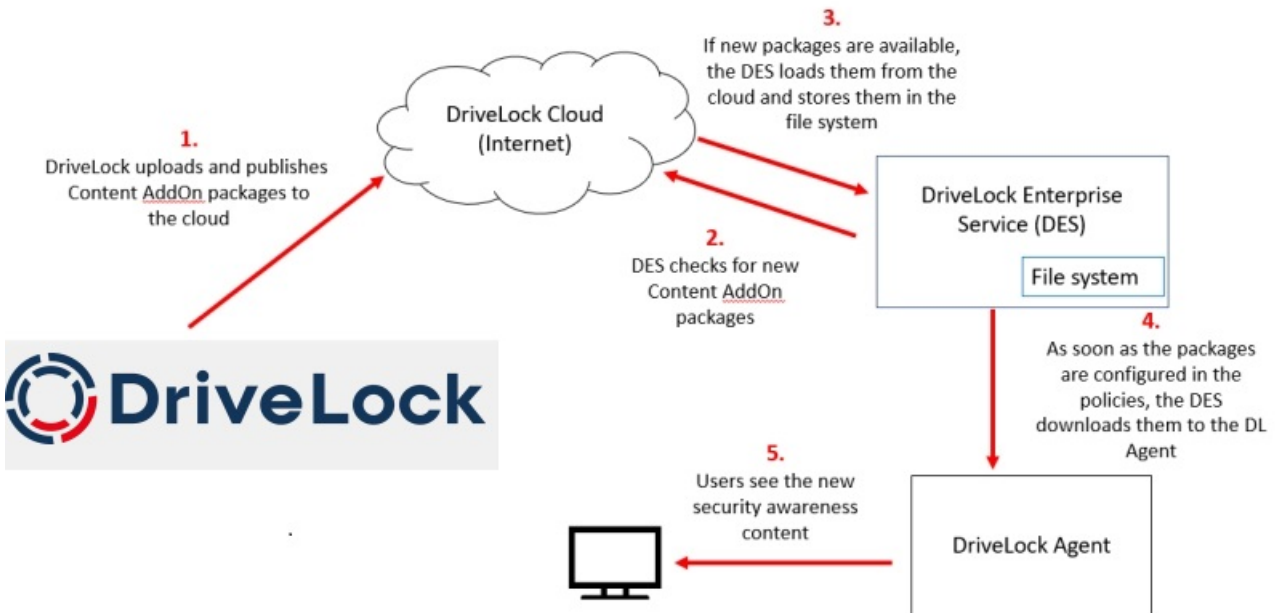 1.
DriveLock uploads and publishes
Content AddOn packages to
the cloud
DriveLock Cloud
(Internet)
3.
If new packages are available,
the DES loads them from the
cloud and stores them in the
file system
2.
DES checks for new
Content AddOn
packages
DriveLock Enterprise
Service (DES)
File system
DriveLock
4.
As soon as the packages
are configured in the
policies, the DES
downloads them to the DL
Agent
5.
Users see the new
security awareness
content
DriveLock Agent
.